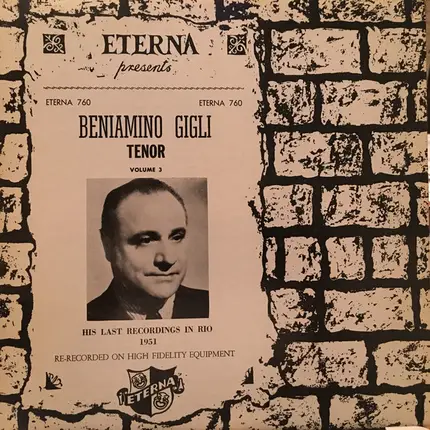 ETERNA
presents
ETERNA 760 ETERNA 760
BENIAMINO GIGLI
TENOR
VOLUME 3
HIS LAST RECORDINGS IN RIO
1951
RE-RECORDED ON HIGH FIDELITY EQUIPMENT
ETERNA